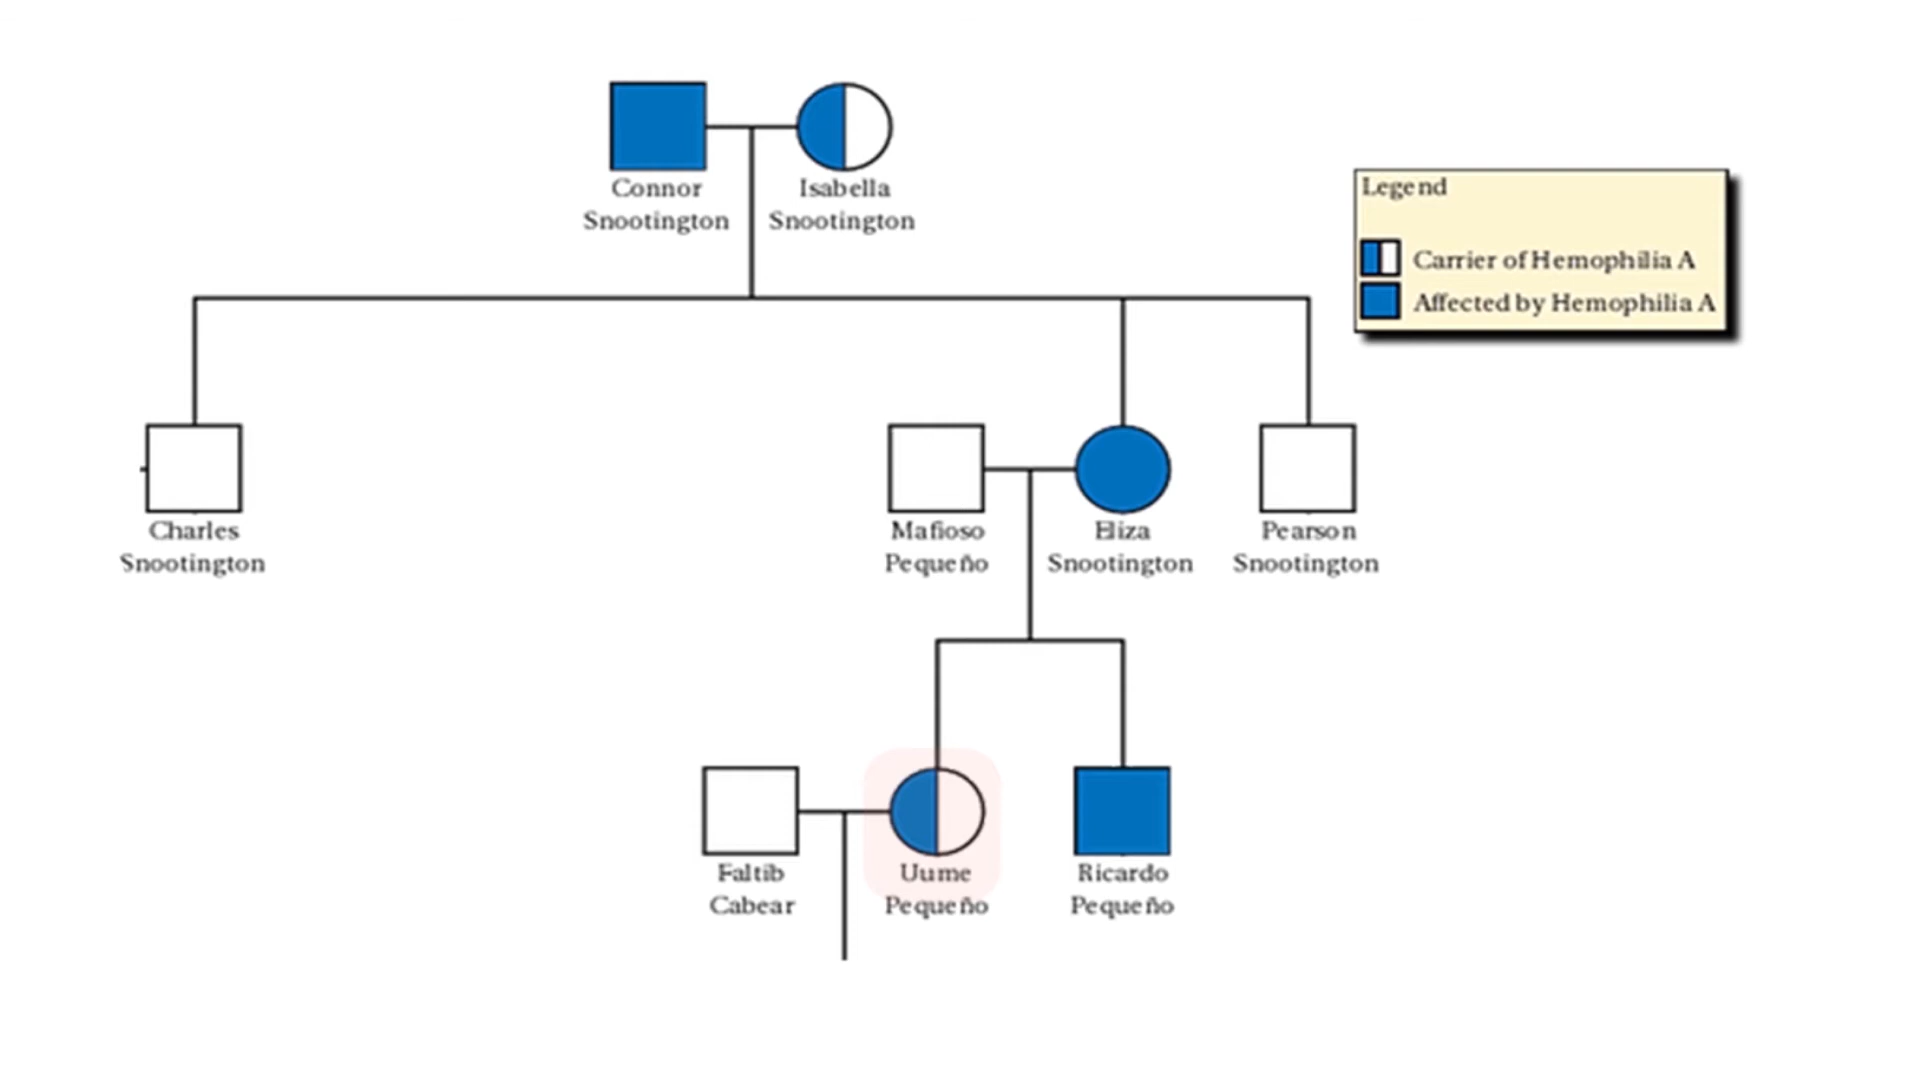 Connor
Snootington
Isabella
Snootington
Legend
Carrier of Hemophilia A
Affected by Hemophilia A
Charles
Snootington
Mafioso
Pequeño
Eliza
Snootington
Pearson
Snootington
Faltib
Cabear
Uume
Pequeño
Ricardo
Pequeño